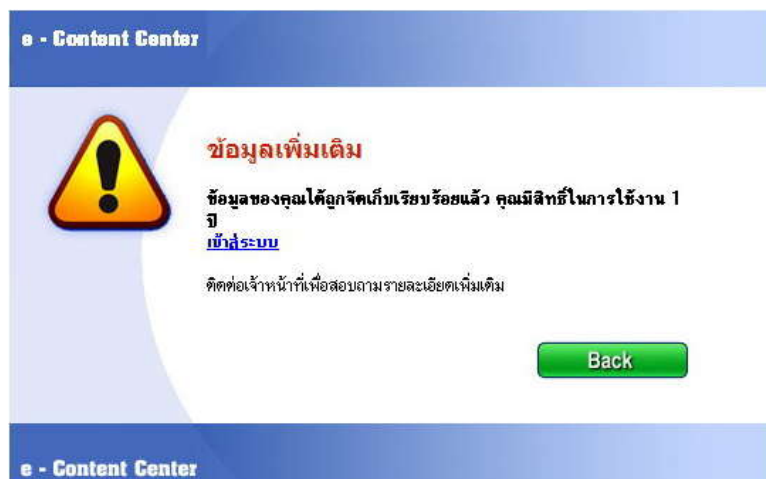 e - Content Center
ข้อมูลเพิ่มเติม
ข้อมูลของคุณได้ถูกจัดเก็บเรียบร้อยแล้ว คุณมีสิทธิ์ในการใช้งาน 1
ปี
เข้าสู่ระบบ
ติดต่อเจ้าหน้าที่เพื่อสอบถามรายละเอียดเพิ่มเติม
Back
e - Content Center